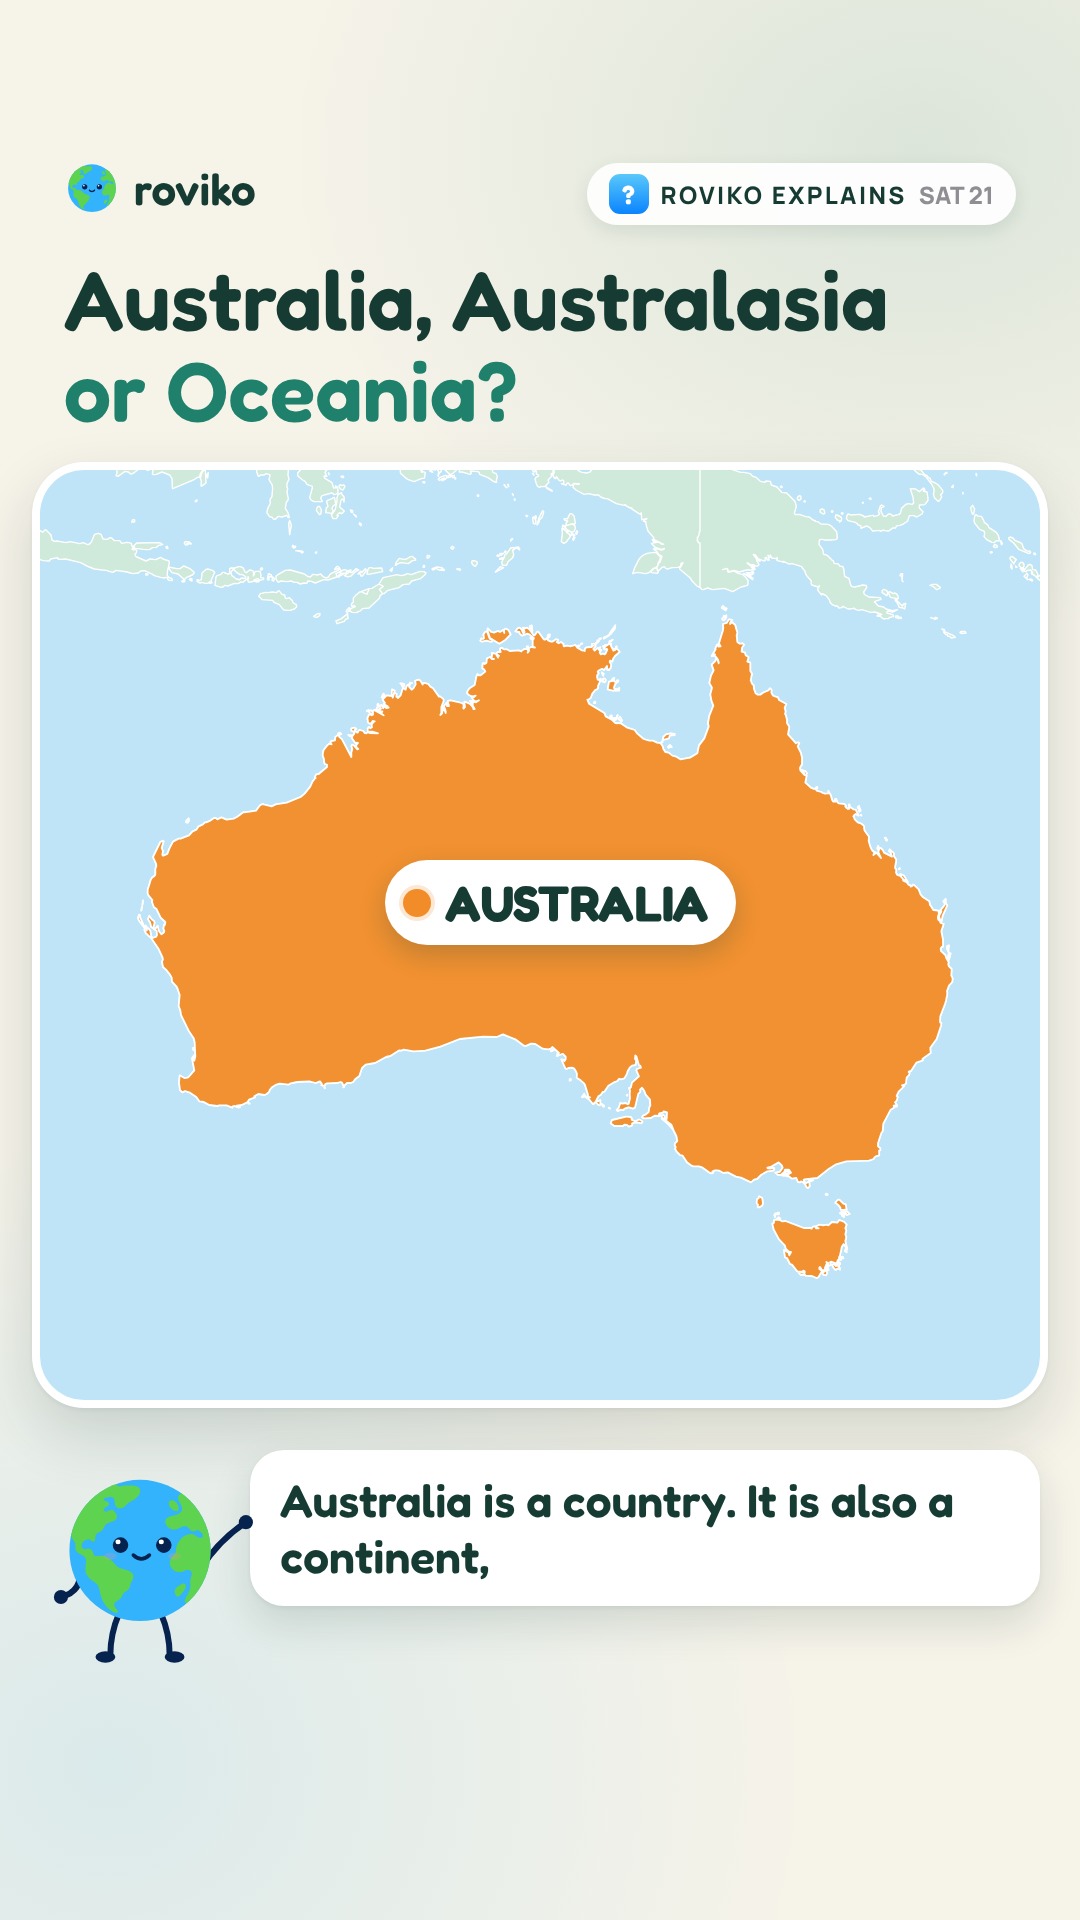 roviko
? ROVIKO EXPLAINS SAT 21
Australia, Australasia
or Oceania?
AUSTRALIA
Australia is a country. It is also a
continent,